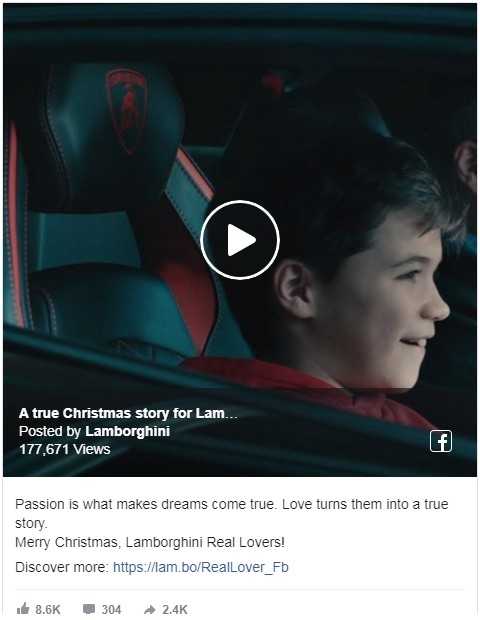 A true Christmas story for Lam...
Posted by Lamborghini
177,671 Views
Passion is what makes dreams come true. Love turns them into a true
story.
Merry Christmas, Lamborghini Real Lovers!
Discover more: https://lam.bo/RealLover_Fb
8.6K 304 2.4K